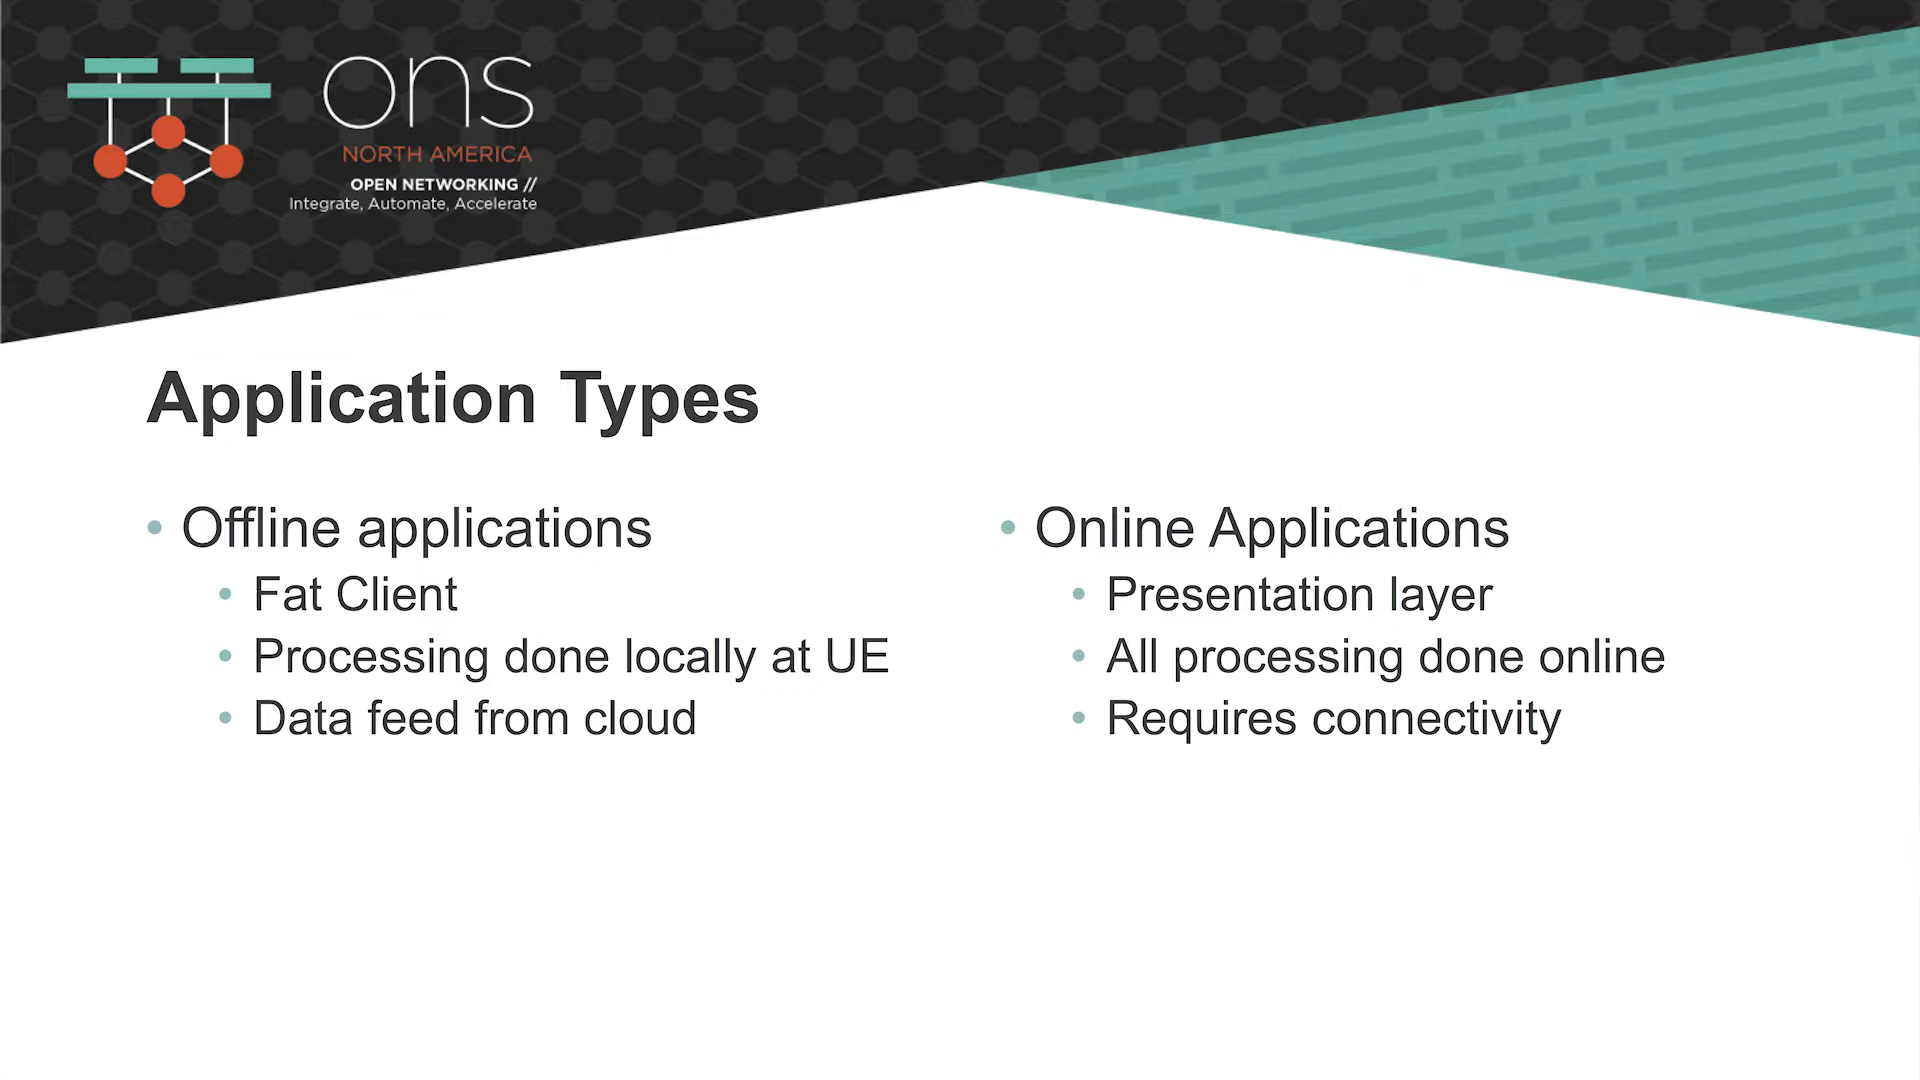 ons
NORTH AMERICA
OPEN NETWORKING //
Integrate, Automate, Accelerate
Application Types
• Offline applications
• Fat Client
• Processing done locally at UE
• Data feed from cloud
• Online Applications
• Presentation layer
• All processing done online
• Requires connectivity